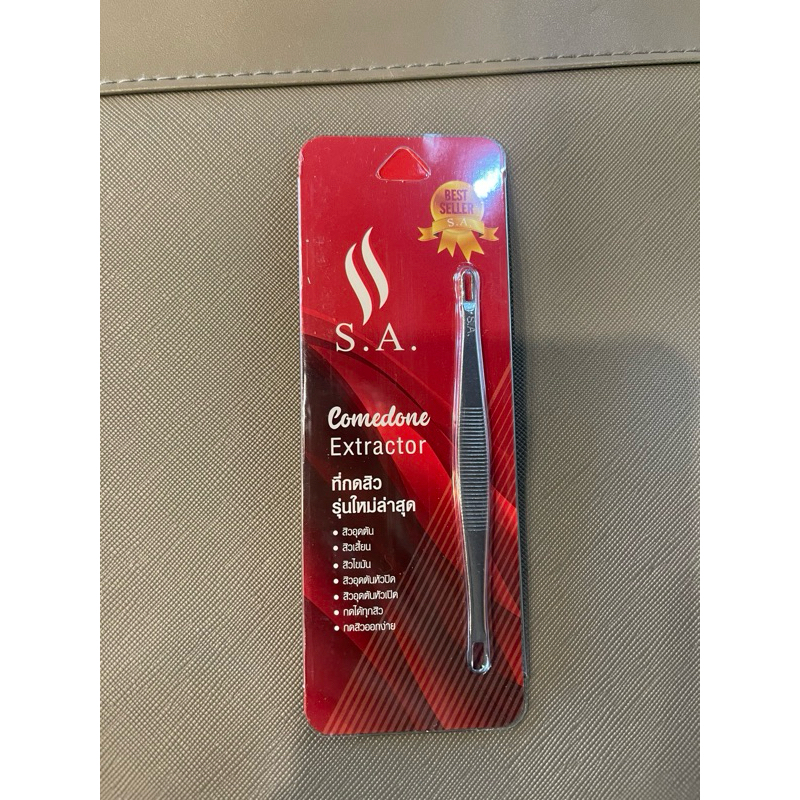 BEST
SELLER
S.A.
S.A.
S.A.
Comedone
Extractor
ที่กดสิว
รุ่นใหม่ล่าสุด
• สิวอุดตัน
• สิวเสี้ยน
• สิวไขมัน
• สิวอุดตันหัวปิด
• สิวอุดตันหัวเปิด
• กดได้ทุกสิว
• กดสิวออกง่าย